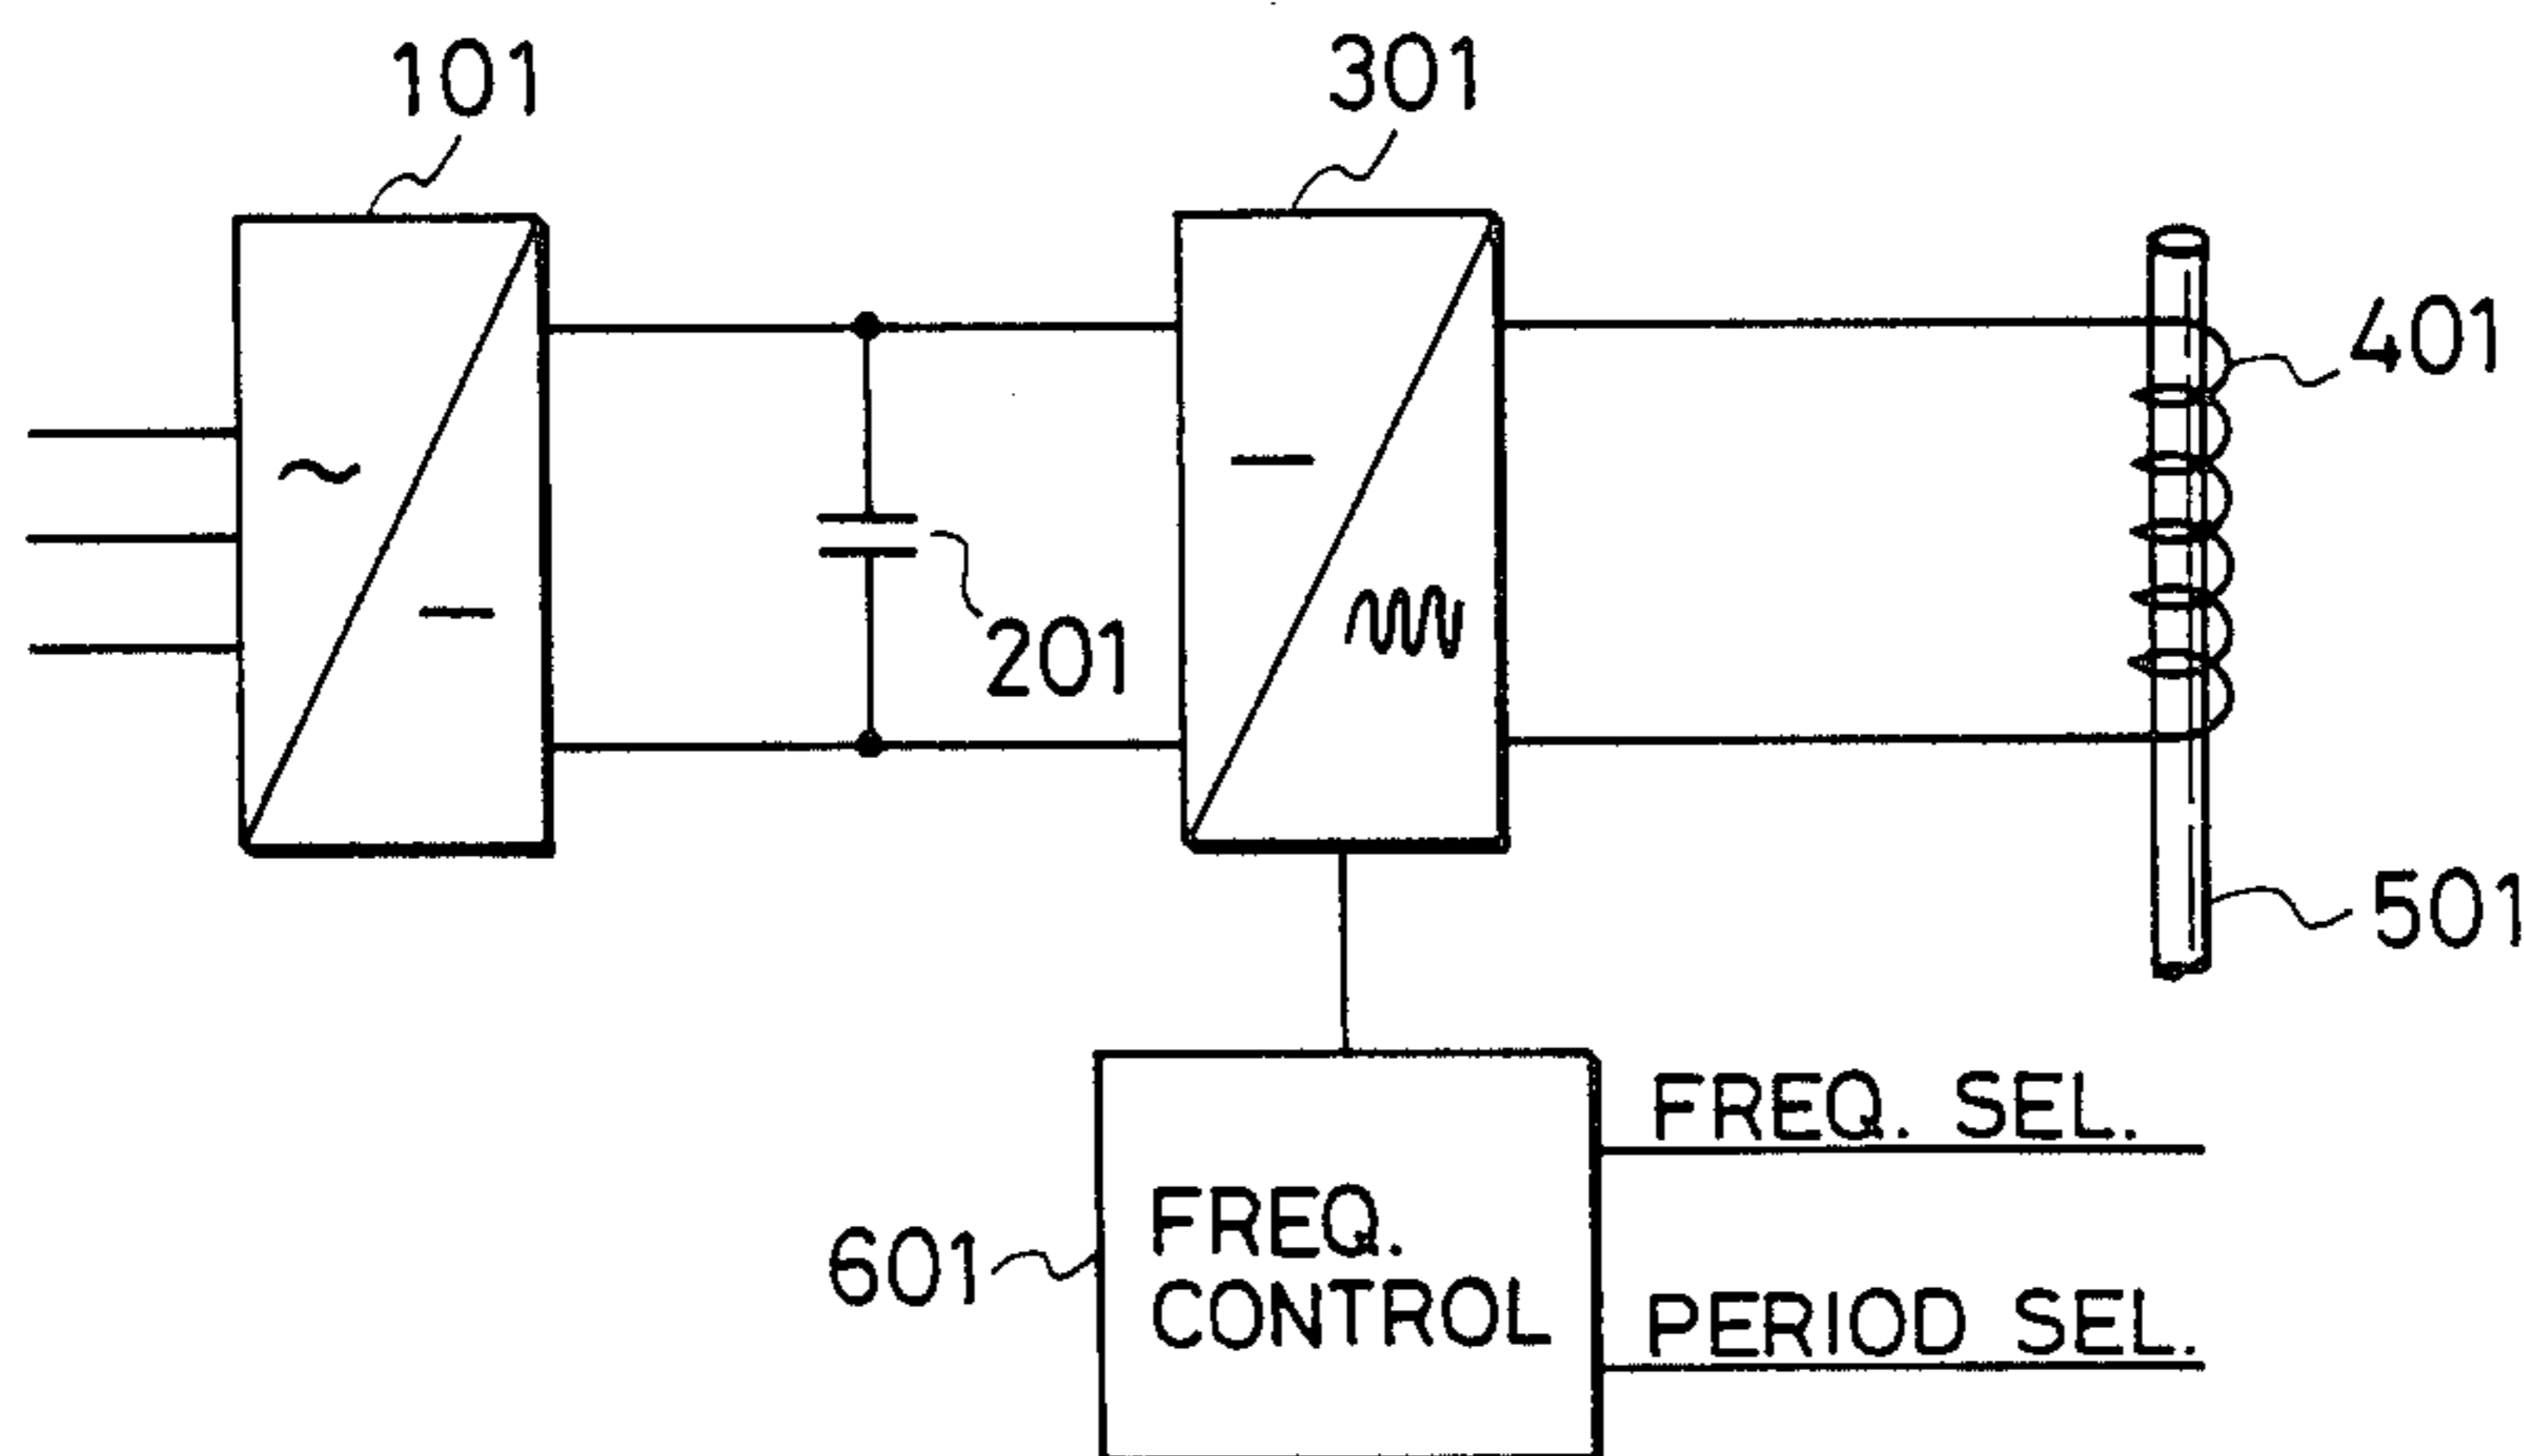 101
301
401
201
501
FREQ. SEL.
601
FREQ.
CONTROL
PERIOD SEL.